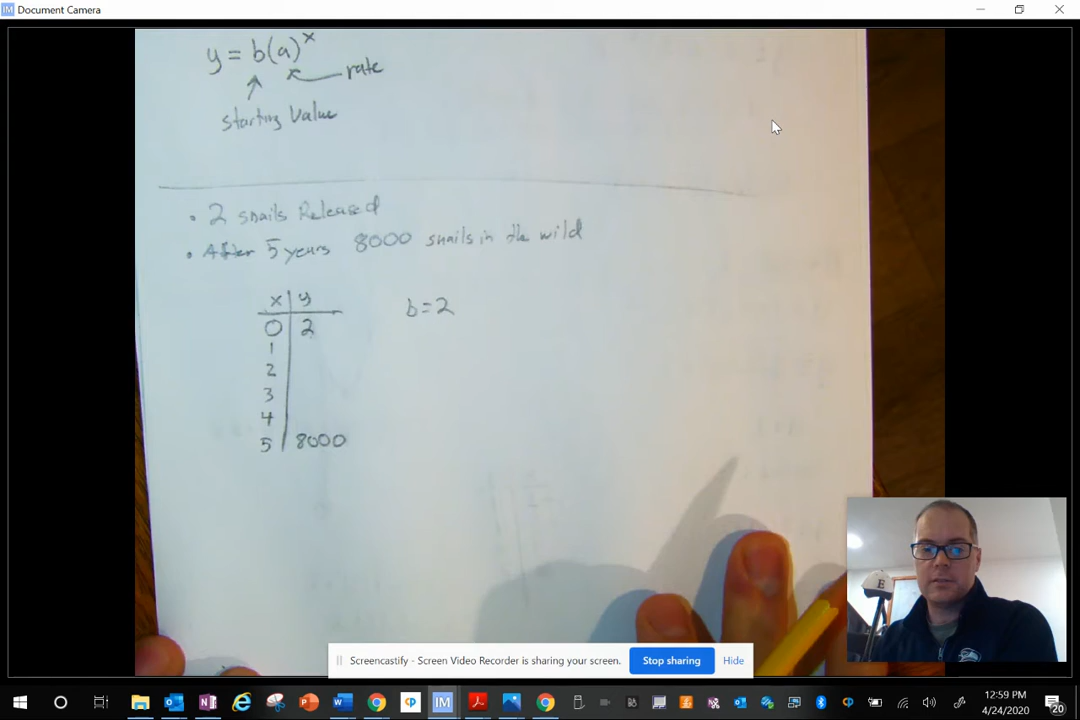 Document Camera
y = b(a)^x
rate
starting value
• 2 snails Released
• After 5 years 8000 snails in the wild
x y
0 2
b=2
1
2
3
4
5 8000
E
Screencastify - Screen Video Recorder is sharing your screen.
Stop sharing
Hide
12:59 PM
4/24/2020
20